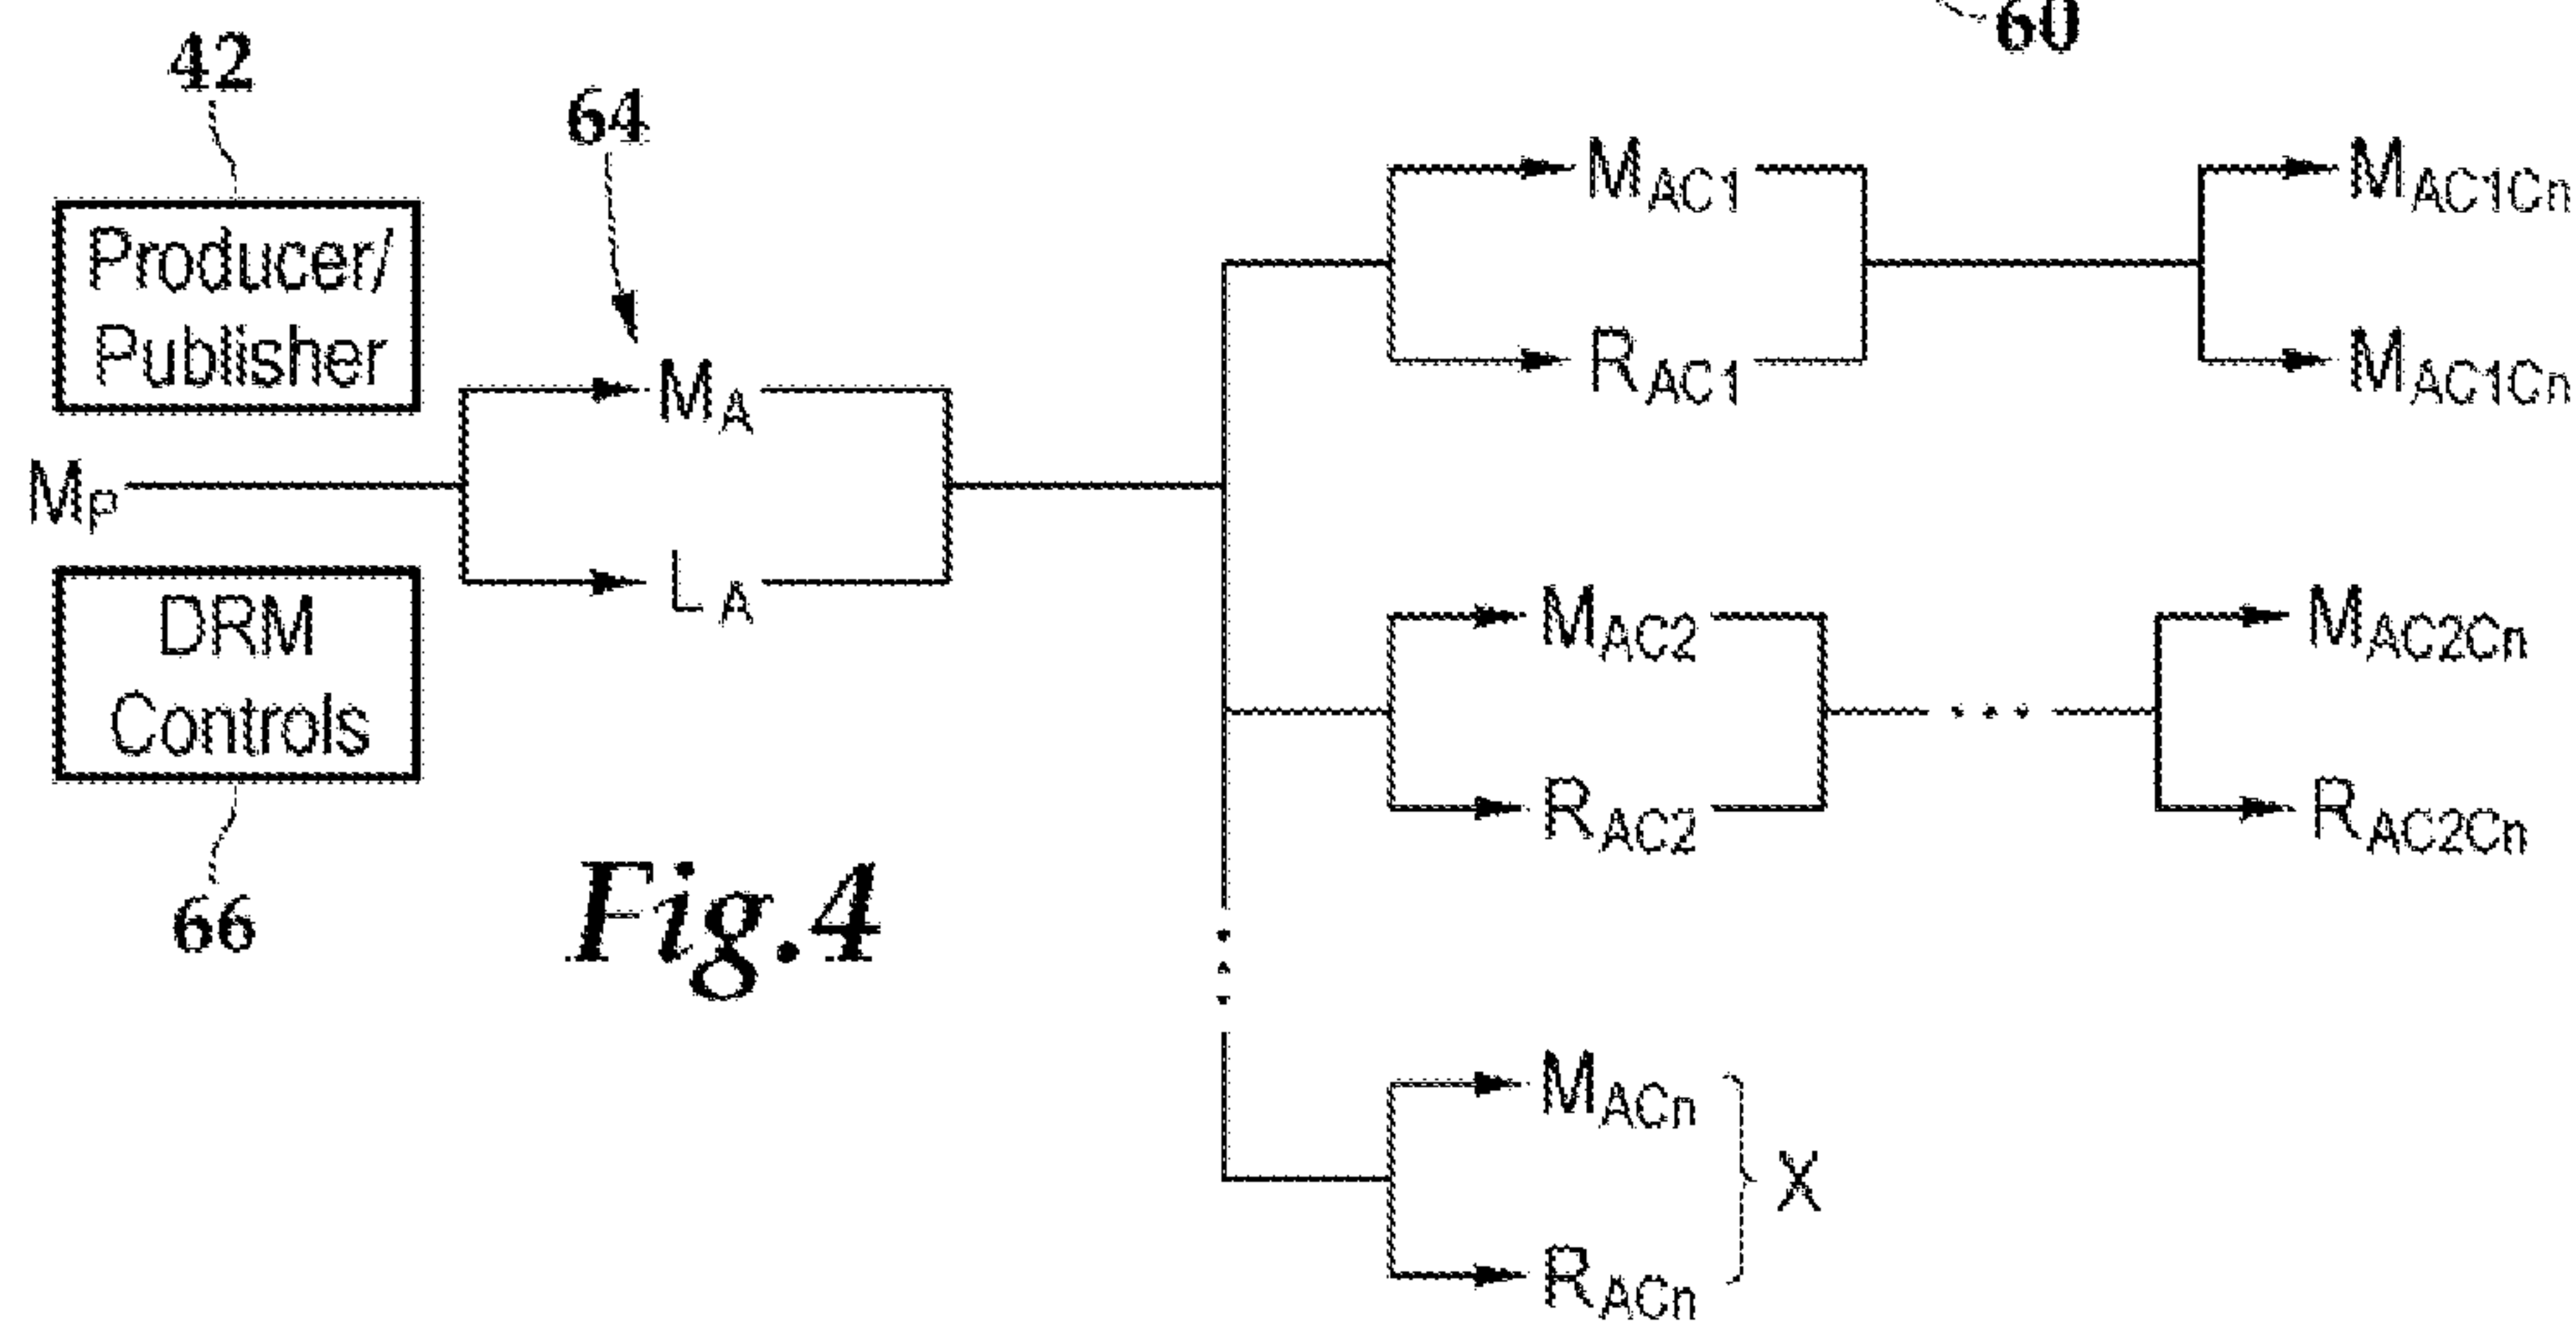 60
42
64
Producer/
Publisher
MP
DRM
Controls
66
MA
LA
Fig.4
MAC1
RAC1
MAC1Cn
MAC1Cn
MAC2
RAC2
...
MAC2Cn
RAC2Cn
MACn
RACn
X